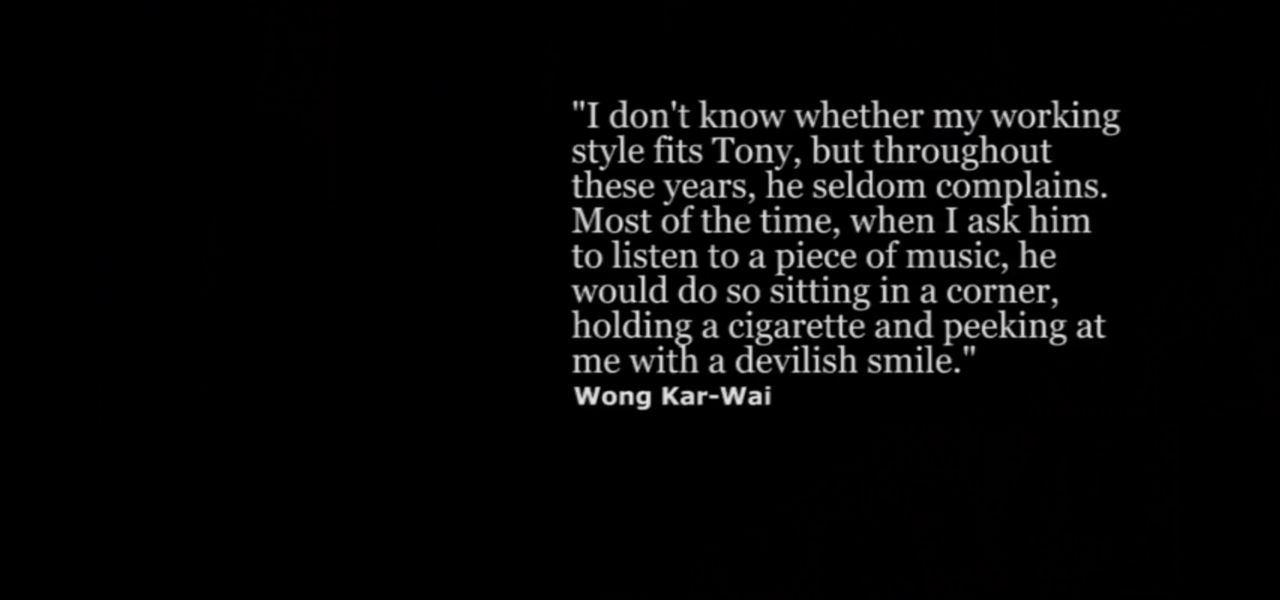 "I don't know whether my working
style fits Tony, but throughout
these years, he seldom complains.
Most of the time, when I ask him
to listen to a piece of music, he
would do so sitting in a corner,
holding a cigarette and peeking at
me with a devilish smile."
Wong Kar-Wai